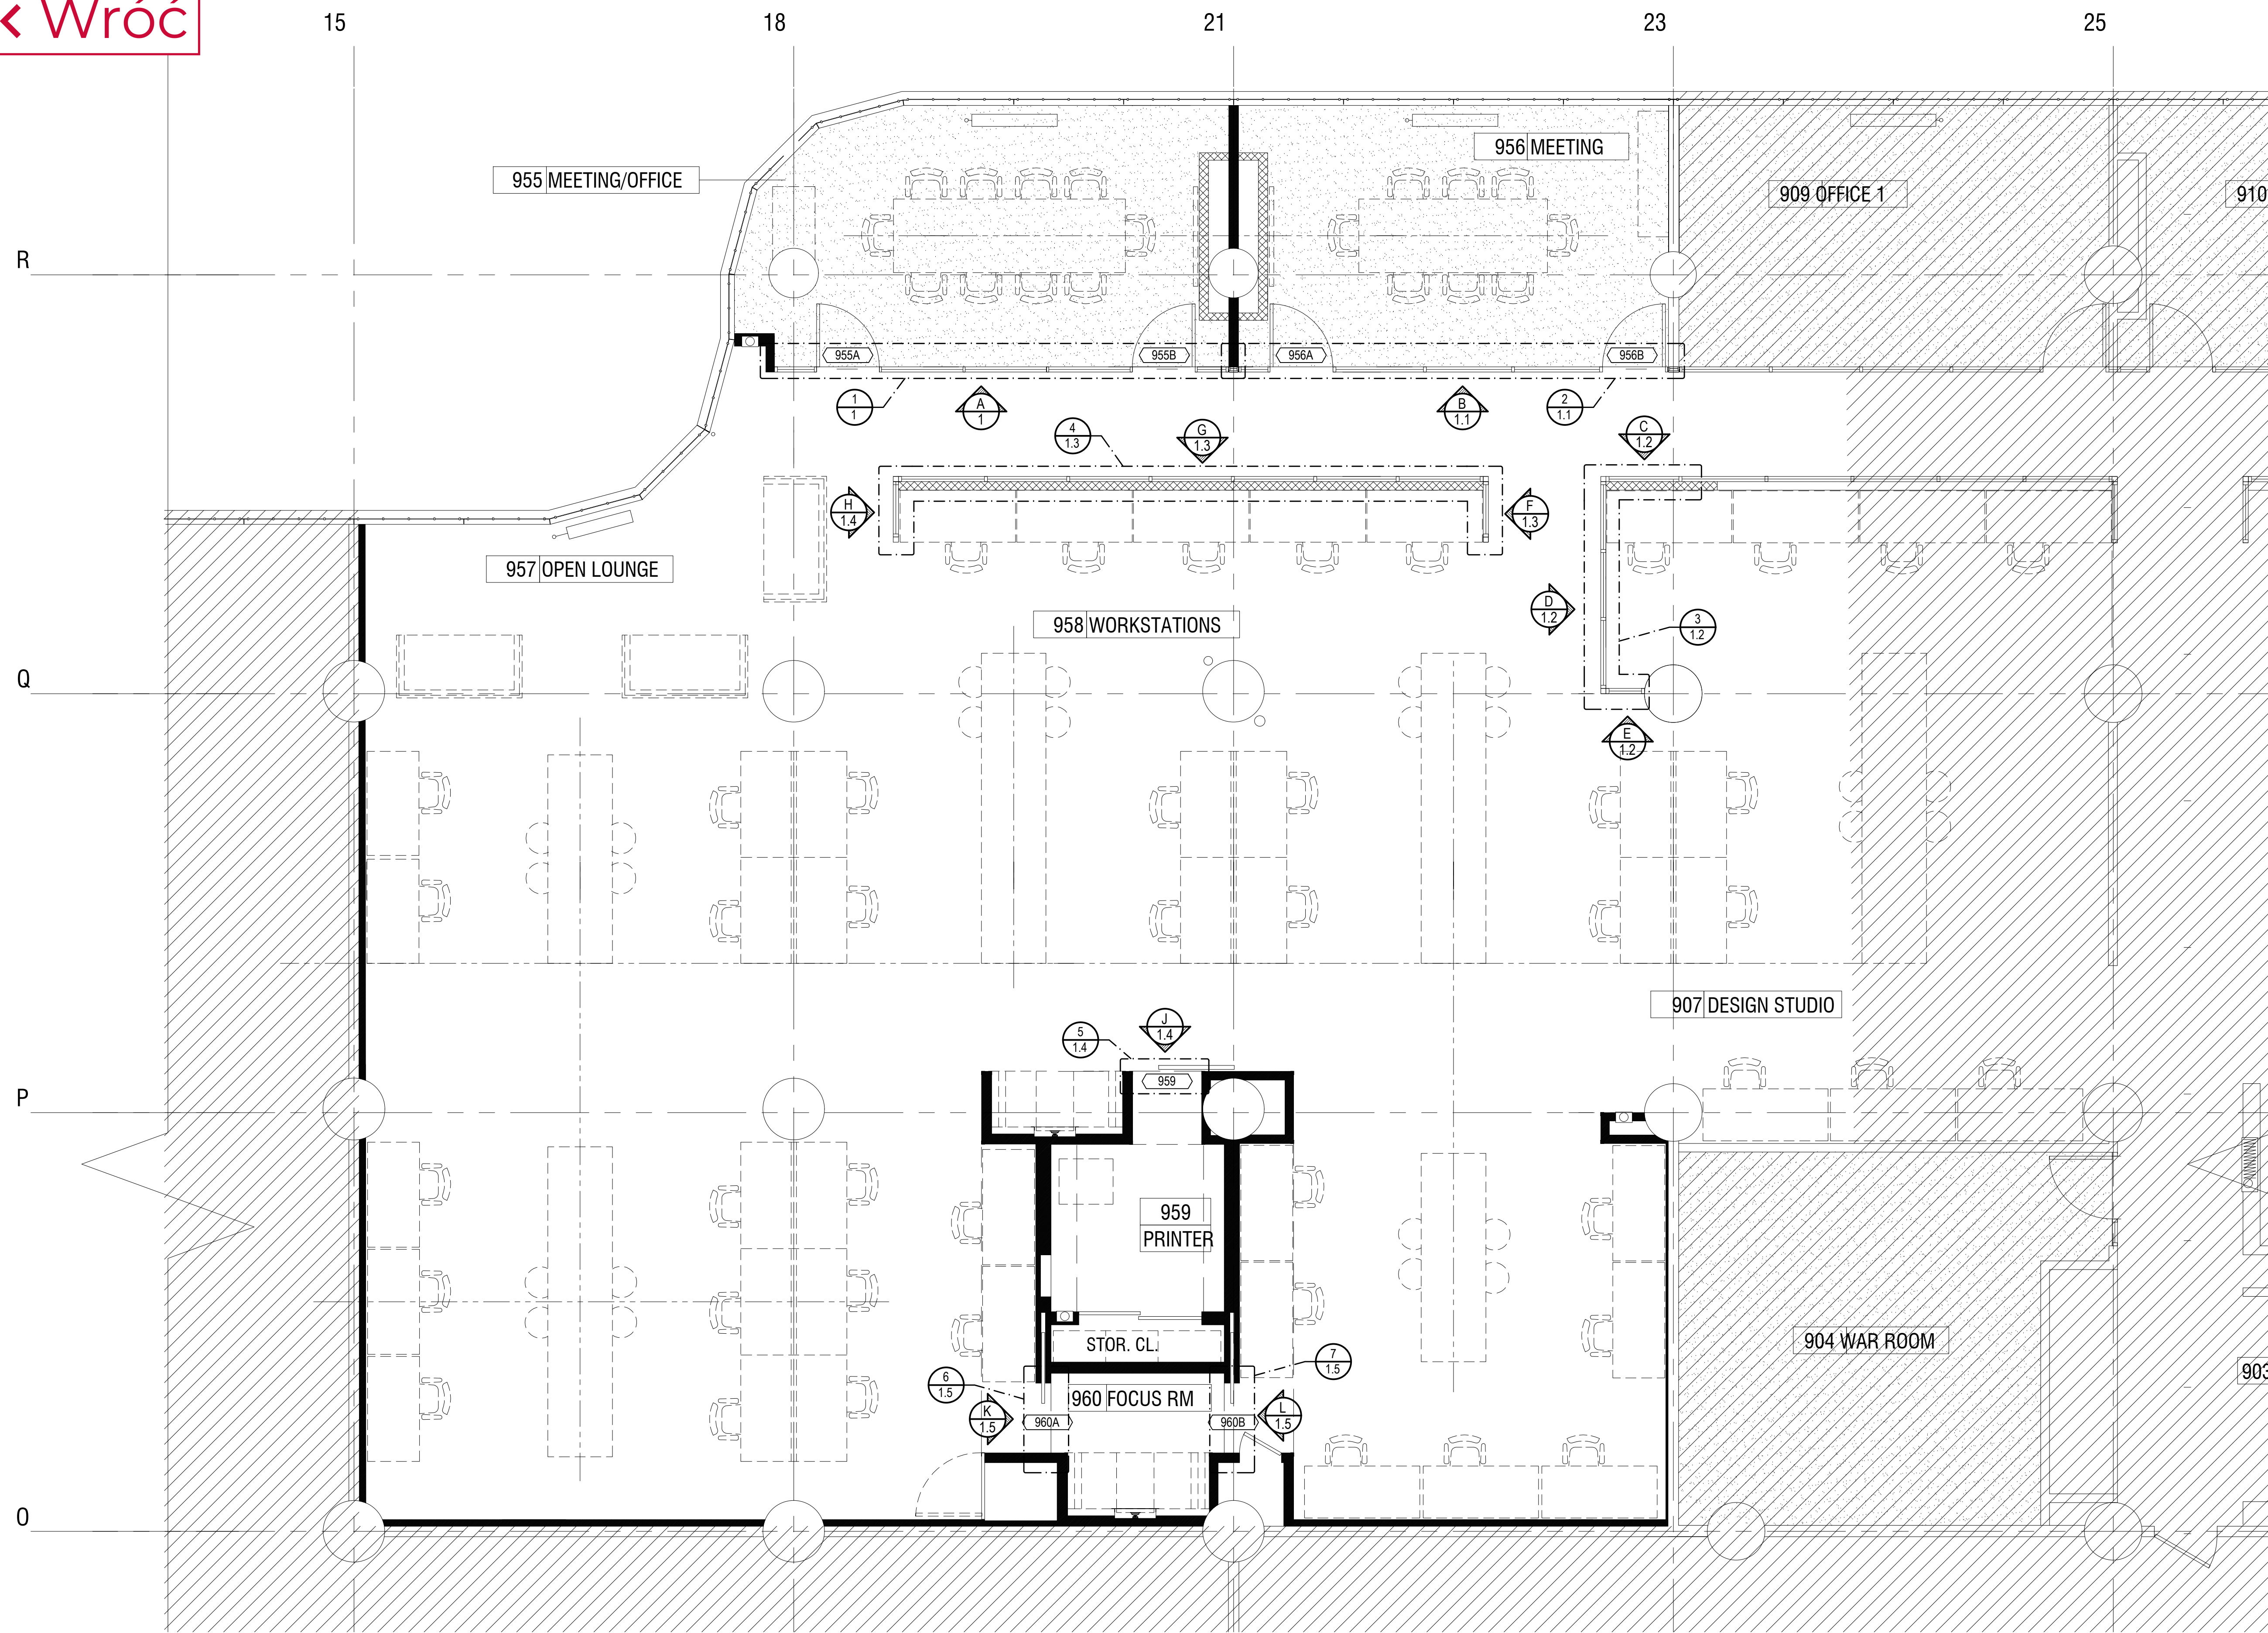 Wróć
15
18
21
23
25
956 MEETING
955 MEETING/OFFICE
909 OFFICE 1
910
R
955A
955B
956A
956B
1
1
A
1
B
1.1
2
1.1
4
1.3
G
1.3
C
1.2
H
1.4
F
1.3
957 OPEN LOUNGE
D
1.2
958 WORKSTATIONS
3
1.2
Q
E
1.2
907 DESIGN STUDIO
5
1.4
J
1.4
959
P
959
PRINTER
904 WAR ROOM
STOR. CL.
7
1.5
903
6
1.5
960 FOCUS RM
K
1.5
960A
960B
L
1.5
O